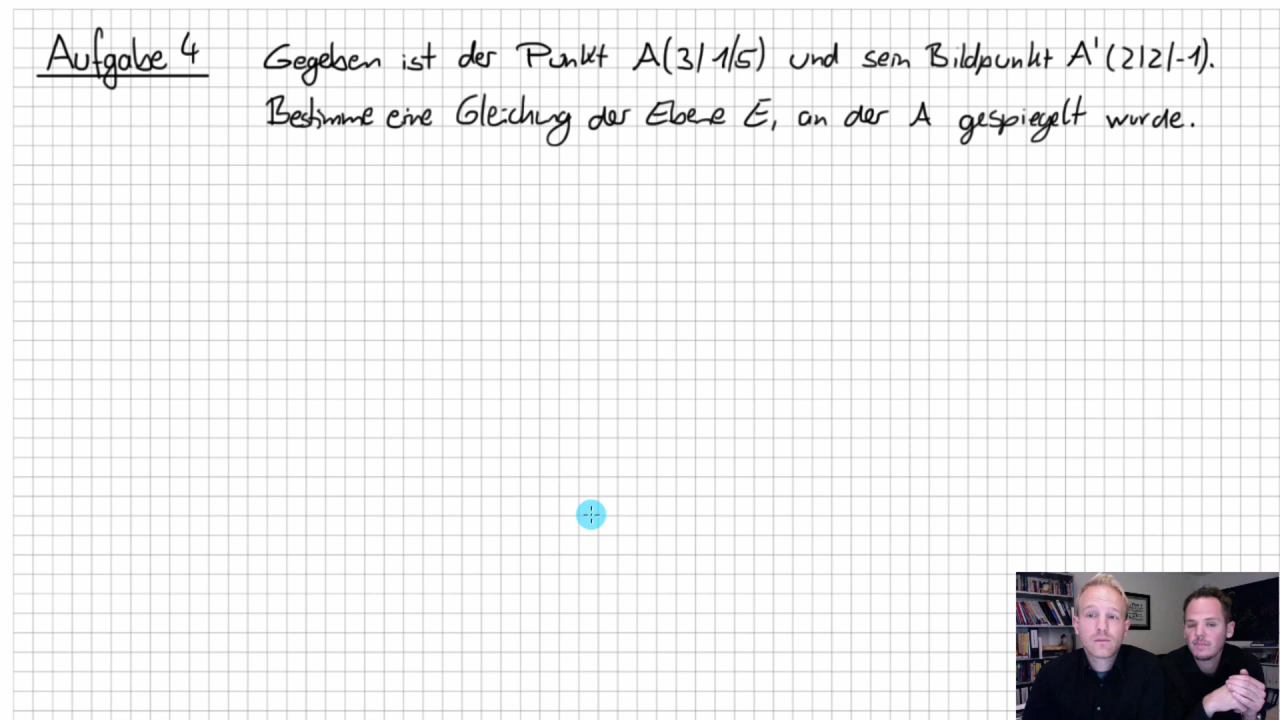 Aufgabe 4 Gegeben ist der Punkt A(3/1/5) und sein Bildpunkt A'(2|2|-1).
Bestimme eine Gleichung der Ebene E, an der A gespiegelt wurde.